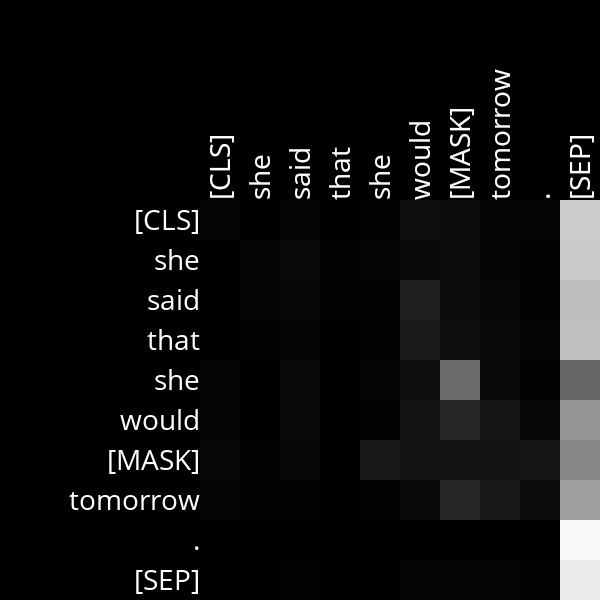 [CLS] she said that she would [MASK] tomorrow . [SEP]
[CLS]
she
said
that
she
would
[MASK]
tomorrow
.
[SEP]